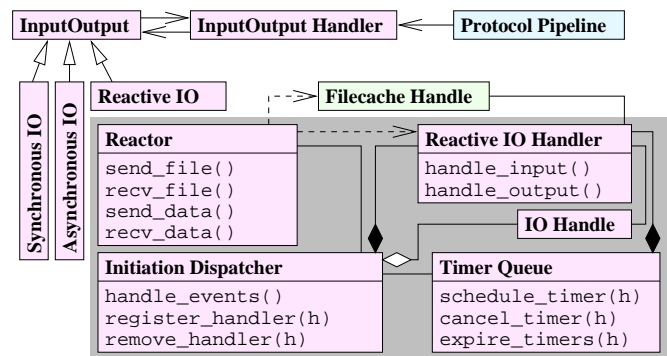 InputOutput
InputOutput Handler
Protocol Pipeline
Synchronous IO
Asynchronous IO
Reactive IO
Filecache Handle
Reactor
send_file()
recv_file()
send_data()
recv_data()
Reactive IO Handler
handle_input()
handle_output()
IO Handle
Initiation Dispatcher
handle_events()
register_handler(h)
remove_handler(h)
Timer Queue
schedule_timer(h)
cancel_timer(h)
expire_timers(h)